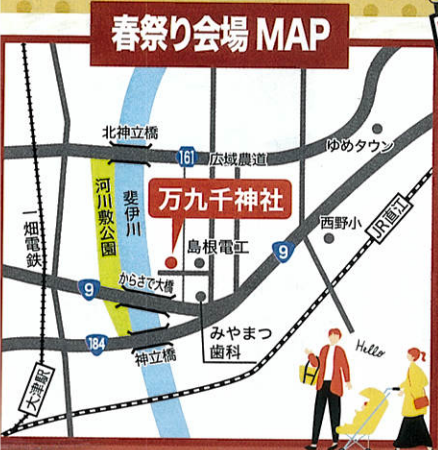 春祭り会場 MAP
北神立橋
ゆめタウン
161
広域農道
河川敷公園
斐伊川
万九千神社
一畑電鉄
島根電工
9
西野小
JR直江
からさで大橋
9
みやまつ
歯科
184
神立橋
大津駅
Hello